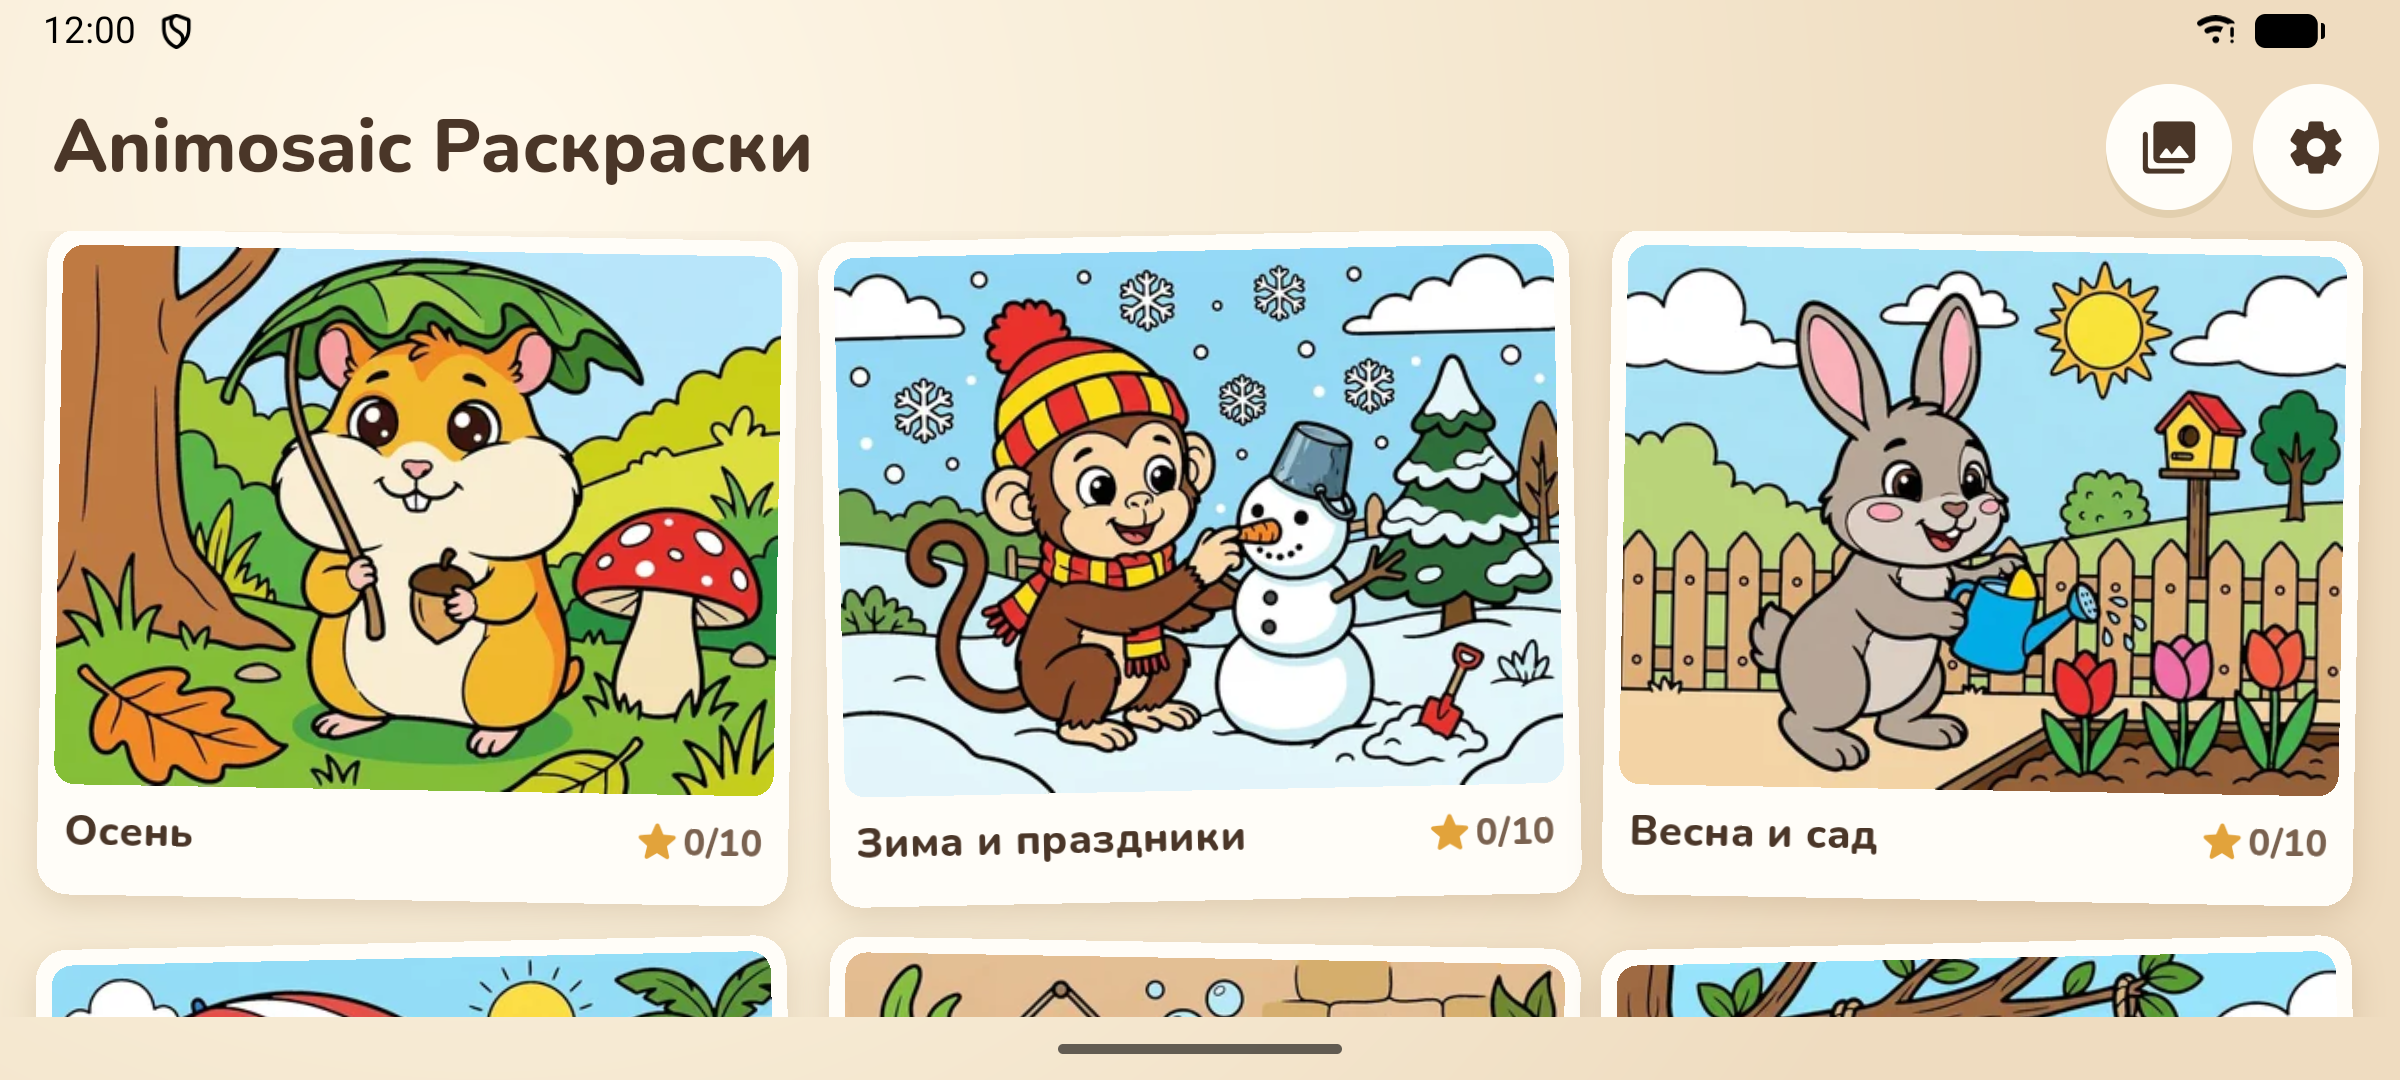 12:00
Animosaic Раскраски
Осень
0/10
Зима и праздники
0/10
Весна и сад
0/10